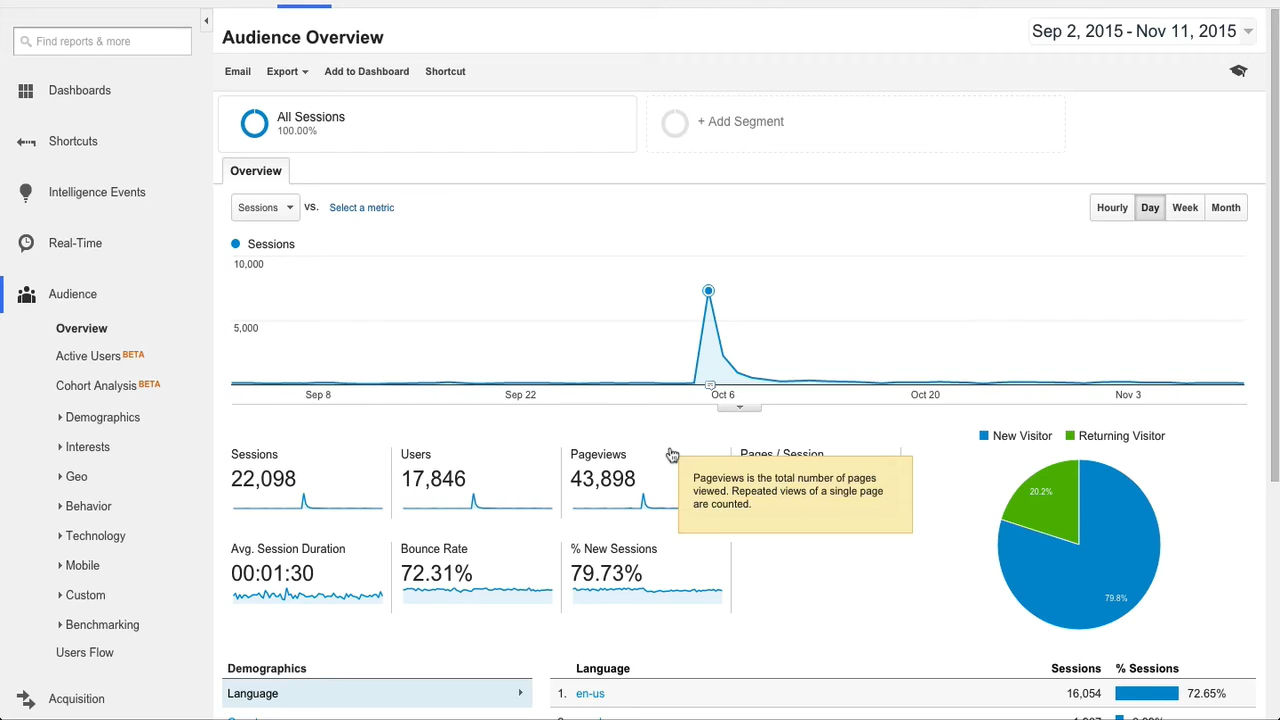 Find reports & more
Dashboards
Shortcuts
Intelligence Events
Real-Time
Audience
Overview
Active Users BETA
Cohort Analysis BETA
Demographics
Interests
Geo
Behavior
Technology
Mobile
Custom
Benchmarking
Users Flow
Acquisition
Audience Overview
Sep 2, 2015 - Nov 11, 2015
Email Export Add to Dashboard Shortcut
All Sessions
100.00%
+ Add Segment
Overview
Sessions VS. Select a metric
Hourly Day Week Month
Sessions
10,000
5,000
Sep 8 Sep 22 Oct 6 Oct 20 Nov 3
Sessions
22,098
Users
17,846
Pageviews
43,898
Pages / Session
Pageviews is the total number of pages
viewed. Repeated views of a single page
are counted.
Avg. Session Duration
00:01:30
Bounce Rate
72.31%
% New Sessions
79.73%
New Visitor Returning Visitor
20.2%
79.8%
Demographics
Language
Language Sessions % Sessions
1. en-us 16,054 72.65%